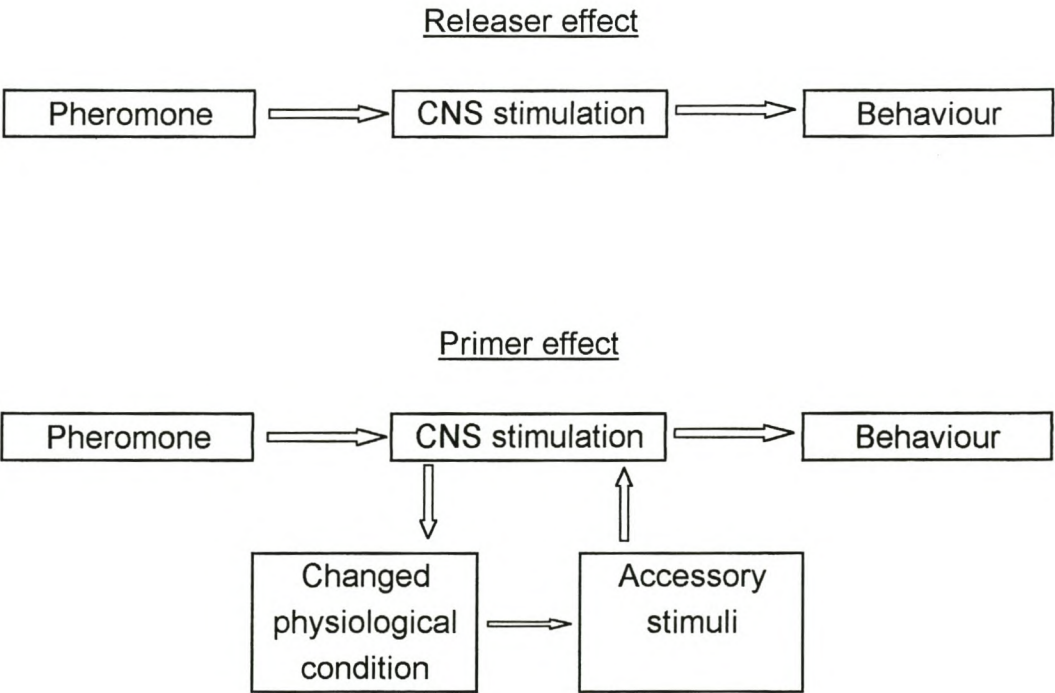 Releaser effect
Pheromone
CNS stimulation
Behaviour
Primer effect
Pheromone
CNS stimulation
Behaviour
Changed
physiological
condition
Accessory
stimuli